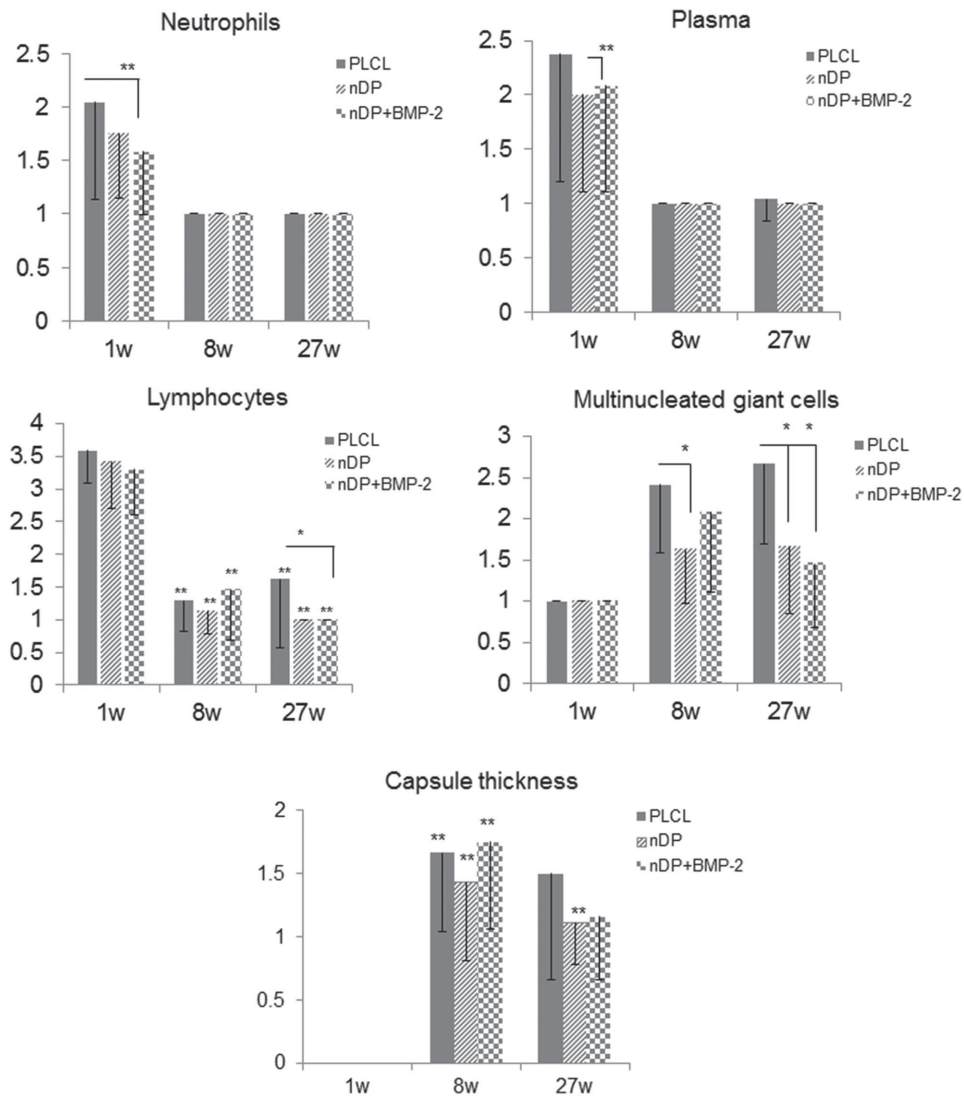 Neutrophils
2.5
2
1.5
1
0.5
0
**
PLCL
nDP
nDP+BMP-2
1w 8w 27w
Plasma
2.5
2
1.5
1
0.5
0
**
PLCL
nDP
nDP+BMP-2
1w 8w 27w
Lymphocytes
4
3.5
3
2.5
2
1.5
1
0.5
0
PLCL
nDP
nDP+BMP-2
** ** **
*
** ** **
1w 8w 27w
Multinucleated giant cells
3
2.5
2
1.5
1
0.5
0
*
* *
PLCL
nDP
nDP+BMP-2
1w 8w 27w
Capsule thickness
2
1.5
1
0.5
0
** ** **
**
PLCL
nDP
nDP+BMP-2
1w 8w 27w